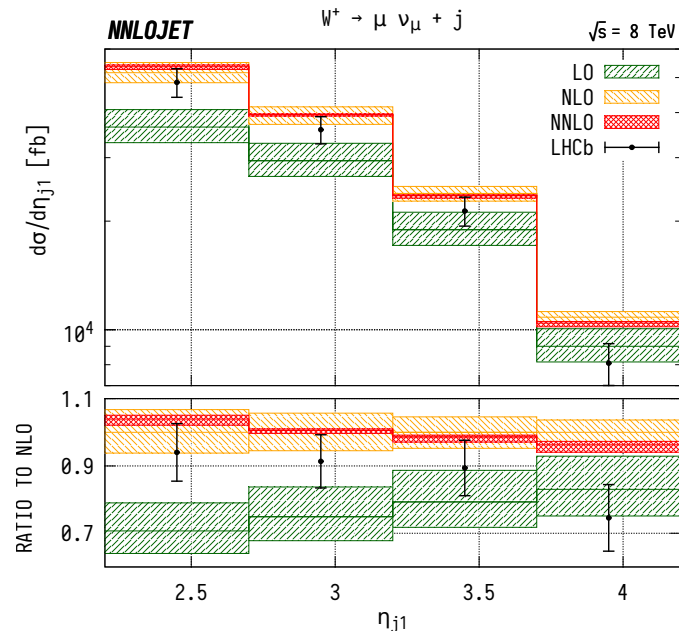 NNLOJET W⁺ → μ ν_μ + j √s = 8 TeV
LO
NLO
NNLO
LHCb
dσ/dη_j1 [fb]
10⁴
1.1
0.9
0.7
RATIO TO NLO
2.5 3 3.5 4
η_j1